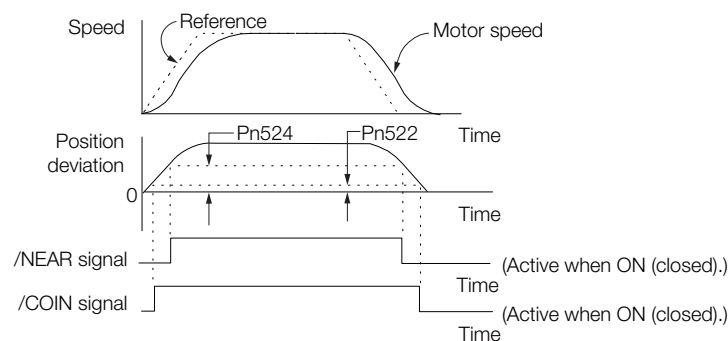 Speed
Reference
Motor speed
Time
Position
deviation
Pn524
Pn522
0
Time
/NEAR signal
(Active when ON (closed).)
Time
/COIN signal
(Active when ON (closed).)
Time